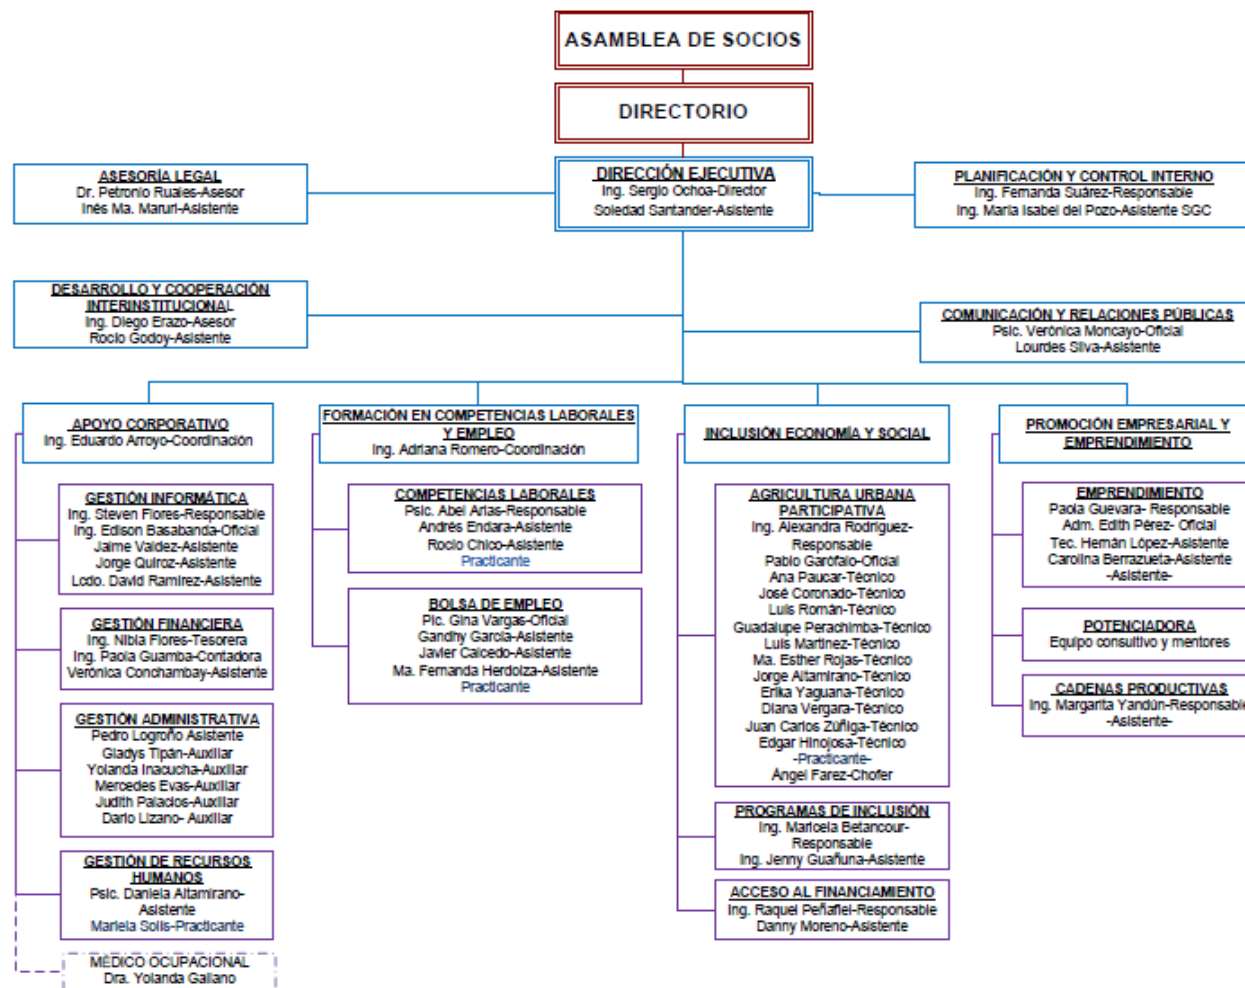 ASAMBLEA DE SOCIOS
DIRECTORIO
DIRECCIÓN EJECUTIVA
Ing. Sergio Ochoa-Director
Soledad Santander-Asistente
ASESORÍA LEGAL
Dr. Petronio Ruales-Asesor
Inés Ma. Maruri-Asistente
PLANIFICACIÓN Y CONTROL INTERNO
Ing. Fernanda Suárez-Responsable
Ing. María Isabel del Pozo-Asistente SGC
DESARROLLO Y COOPERACIÓN
INTERINSTITUCIONAL
Ing. Diego Erazo-Asesor
Rocío Godoy-Asistente
COMUNICACIÓN Y RELACIONES PÚBLICAS
Psic. Verónica Moncayo-Oficial
Lourdes Silva-Asistente
APOYO CORPORATIVO
Ing. Eduardo Arroyo-Coordinación
GESTIÓN INFORMÁTICA
Ing. Steven Flores-Responsable
Ing. Edison Basabanda-Oficial
Jaime Valdez-Asistente
Jorge Quiroz-Asistente
Lcdo. David Ramírez-Asistente
GESTIÓN FINANCIERA
Ing. Nibia Flores-Tesorera
Ing. Paola Guamba-Contadora
Verónica Conchambay-Asistente
GESTIÓN ADMINISTRATIVA
Pedro Logroño Asistente
Gladys Tipán-Auxiliar
Yolanda Inacucha-Auxiliar
Mercedes Evas-Auxiliar
Judith Palacios-Auxiliar
Darío Lizano- Auxiliar
GESTIÓN DE RECURSOS
HUMANOS
Psic. Daniela Altamirano-
Asistente
Mariela Solis-Practicante
MÉDICO OCUPACIONAL
Dra. Yolanda Gallano
FORMACIÓN EN COMPETENCIAS LABORALES
Y EMPLEO
Ing. Adriana Romero-Coordinación
COMPETENCIAS LABORALES
Psic. Abel Arias-Responsable
Andrés Endara-Asistente
Rocío Chico-Asistente
Practicante
BOLSA DE EMPLEO
Pic. Gina Vargas-Oficial
Gandhy García-Asistente
Javier Caicedo-Asistente
Ma. Fernanda Herdoiza-Asistente
Practicante
INCLUSIÓN ECONOMÍA Y SOCIAL
AGRICULTURA URBANA
PARTICIPATIVA
Ing. Alexandra Rodríguez-
Responsable
Pablo Garófalo-Oficial
Ana Paucar-Técnico
José Coronado-Técnico
Luis Román-Técnico
Guadalupe Perachimba-Técnico
Luis Martínez-Técnico
Ma. Esther Rojas-Técnico
Jorge Altamirano-Técnico
Erika Yaguana-Técnico
Diana Vergara-Técnico
Juan Carlos Zúñiga-Técnico
Edgar Hinojosa-Técnico
-Practicante-
Ángel Farez-Chofer
PROGRAMAS DE INCLUSIÓN
Ing. Maricela Betancour-
Responsable
Ing. Jenny Guañuna-Asistente
ACCESO AL FINANCIAMIENTO
Ing. Raquel Peñafiel-Responsable
Danny Moreno-Asistente
PROMOCIÓN EMPRESARIAL Y
EMPRENDIMIENTO
EMPRENDIMIENTO
Paola Guevara- Responsable
Adm. Edith Pérez- Oficial
Tec. Hernán López-Asistente
Carolina Berrazueta-Asistente
-Asistente-
POTENCIADORA
Equipo consultivo y mentores
CADENAS PRODUCTIVAS
Ing. Margarita Yandún-Responsable
-Asistente-